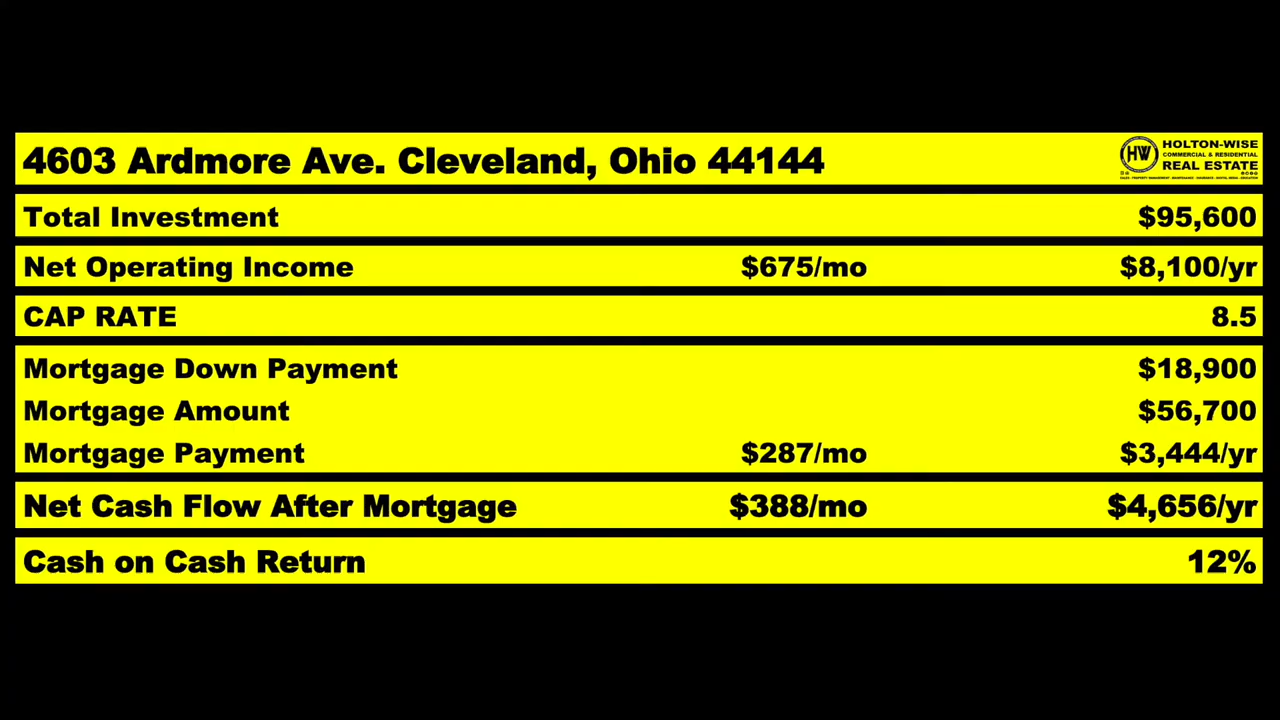 4603 Ardmore Ave. Cleveland, Ohio 44144
HW HOLTON-WISE
COMMERCIAL & RESIDENTIAL
REAL ESTATE
Total Investment $95,600
Net Operating Income $675/mo $8,100/yr
CAP RATE 8.5
Mortgage Down Payment $18,900
Mortgage Amount $56,700
Mortgage Payment $287/mo $3,444/yr
Net Cash Flow After Mortgage $388/mo $4,656/yr
Cash on Cash Return 12%